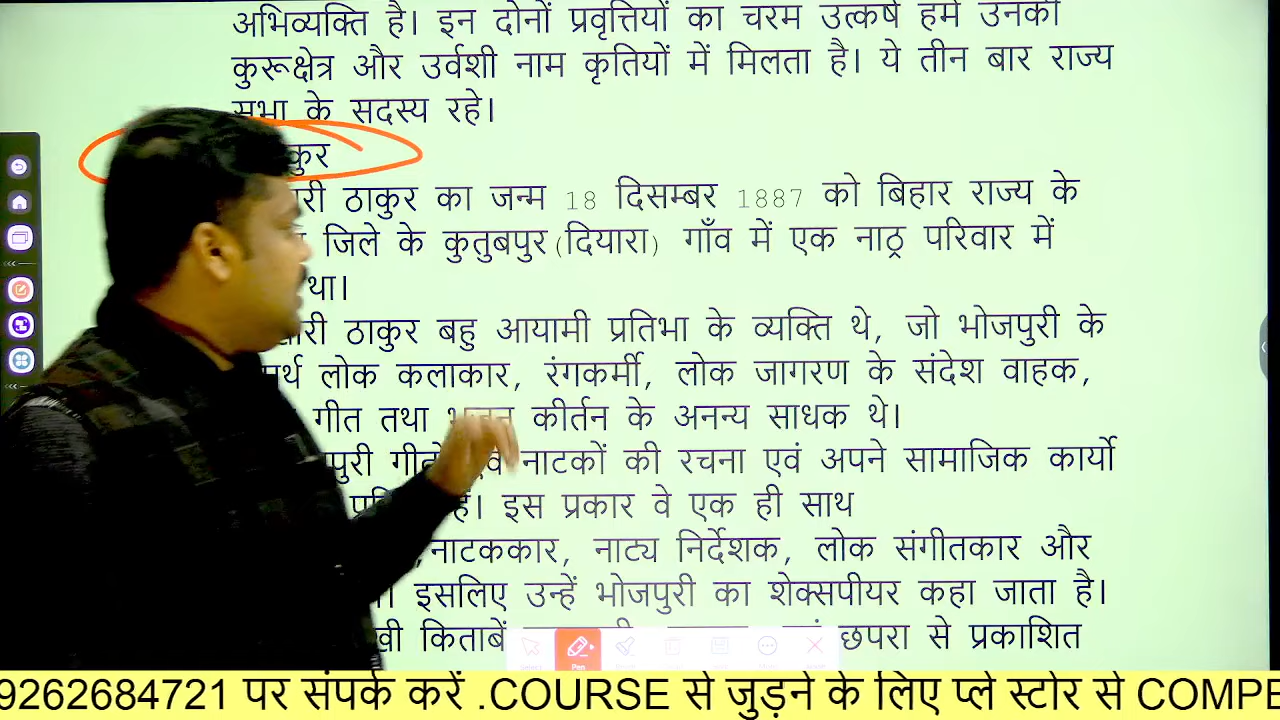 अभिव्यक्ति है। इन दोनों प्रवृत्तियों का चरम उत्कर्ष हमें उनकी
कुरूक्षेत्र और उर्वशी नाम कृतियों में मिलता है। ये तीन बार राज्य
सभा के सदस्य रहे।
कुर
री ठाकुर का जन्म 18 दिसम्बर 1887 को बिहार राज्य के
जिले के कुतुबपुर(दियारा) गाँव में एक नाठ्र परिवार में
था।
री ठाकुर बहु आयामी प्रतिभा के व्यक्ति थे, जो भोजपुरी के
र्थ लोक कलाकार, रंगकर्मी, लोक जागरण के संदेश वाहक,
गीत तथा कीर्तन के अनन्य साधक थे।
पुरी नाटकों की रचना एवं अपने सामाजिक कार्यो
इस प्रकार वे एक ही साथ
,नाटककार, नाट्य निर्देशक, लोक संगीतकार और
। इसलिए उन्हें भोजपुरी का शेक्सपीयर कहा जाता है।
किताबें छपरा से प्रकाशित
Pen
9262684721 पर संपर्क करें .COURSE से जुड़ने के लिए प्ले स्टोर से COMPE